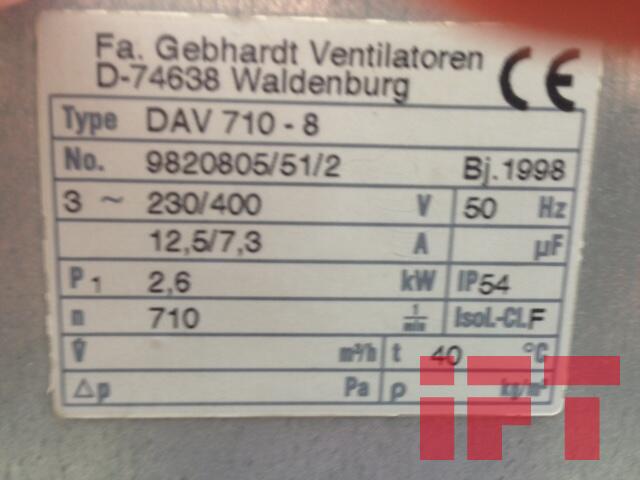 Fa. Gebhardt Ventilatoren
D-74638 Waldenburg
CE
Type DAV 710 - 8
No. 9820805/51/2 Bj.1998
3 ~ 230/400 V 50 Hz
12,5/7,3 A µF
P1 2,6 kW IP54
n 710 1/min Isol.-Cl.F
V̇ m³/h t 40 °C
Δp Pa ρ kg/m³
iFT